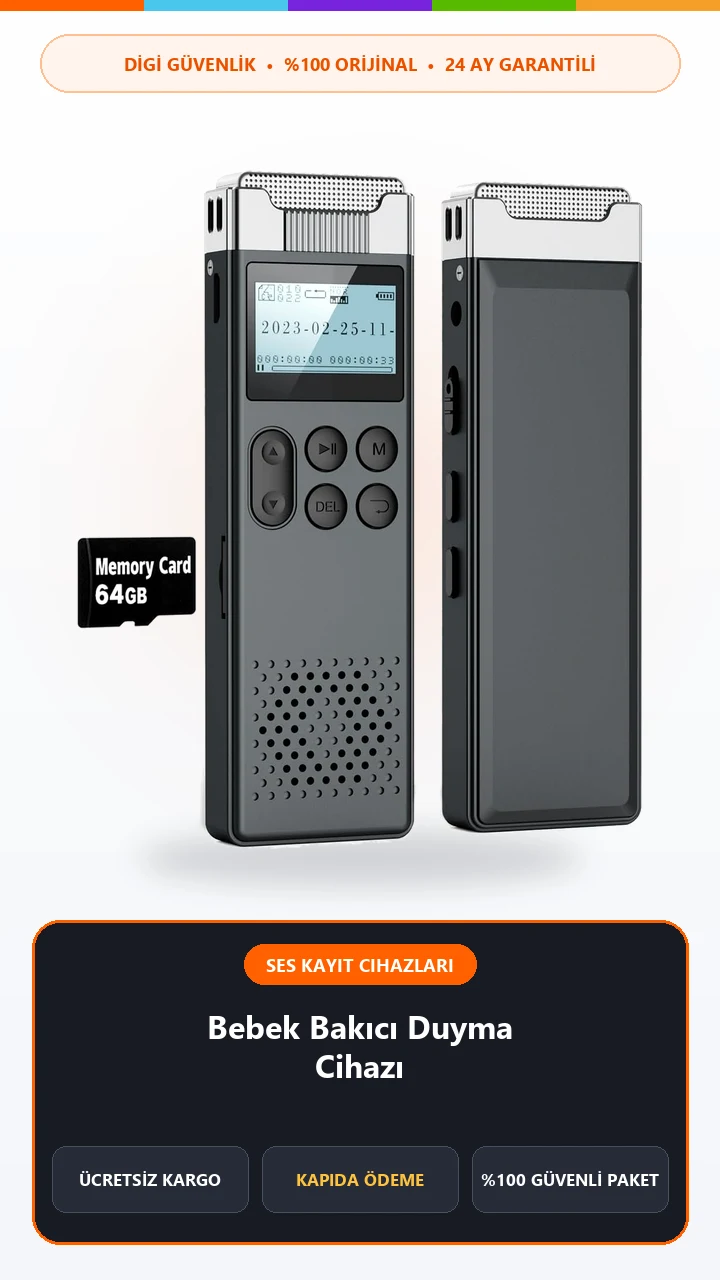 DİGİ GÜVENLİK • %100 ORİJİNAL • 24 AY GARANTİLİ
010
022
2023-02-25-11-
000:00:00 000:00:33
M
DEL
Memory Card
64GB
SES KAYIT CIHAZLARI
Bebek Bakıcı Duyma
Cihazı
ÜCRETSİZ KARGO
KAPIDA ÖDEME
%100 GÜVENLİ PAKET